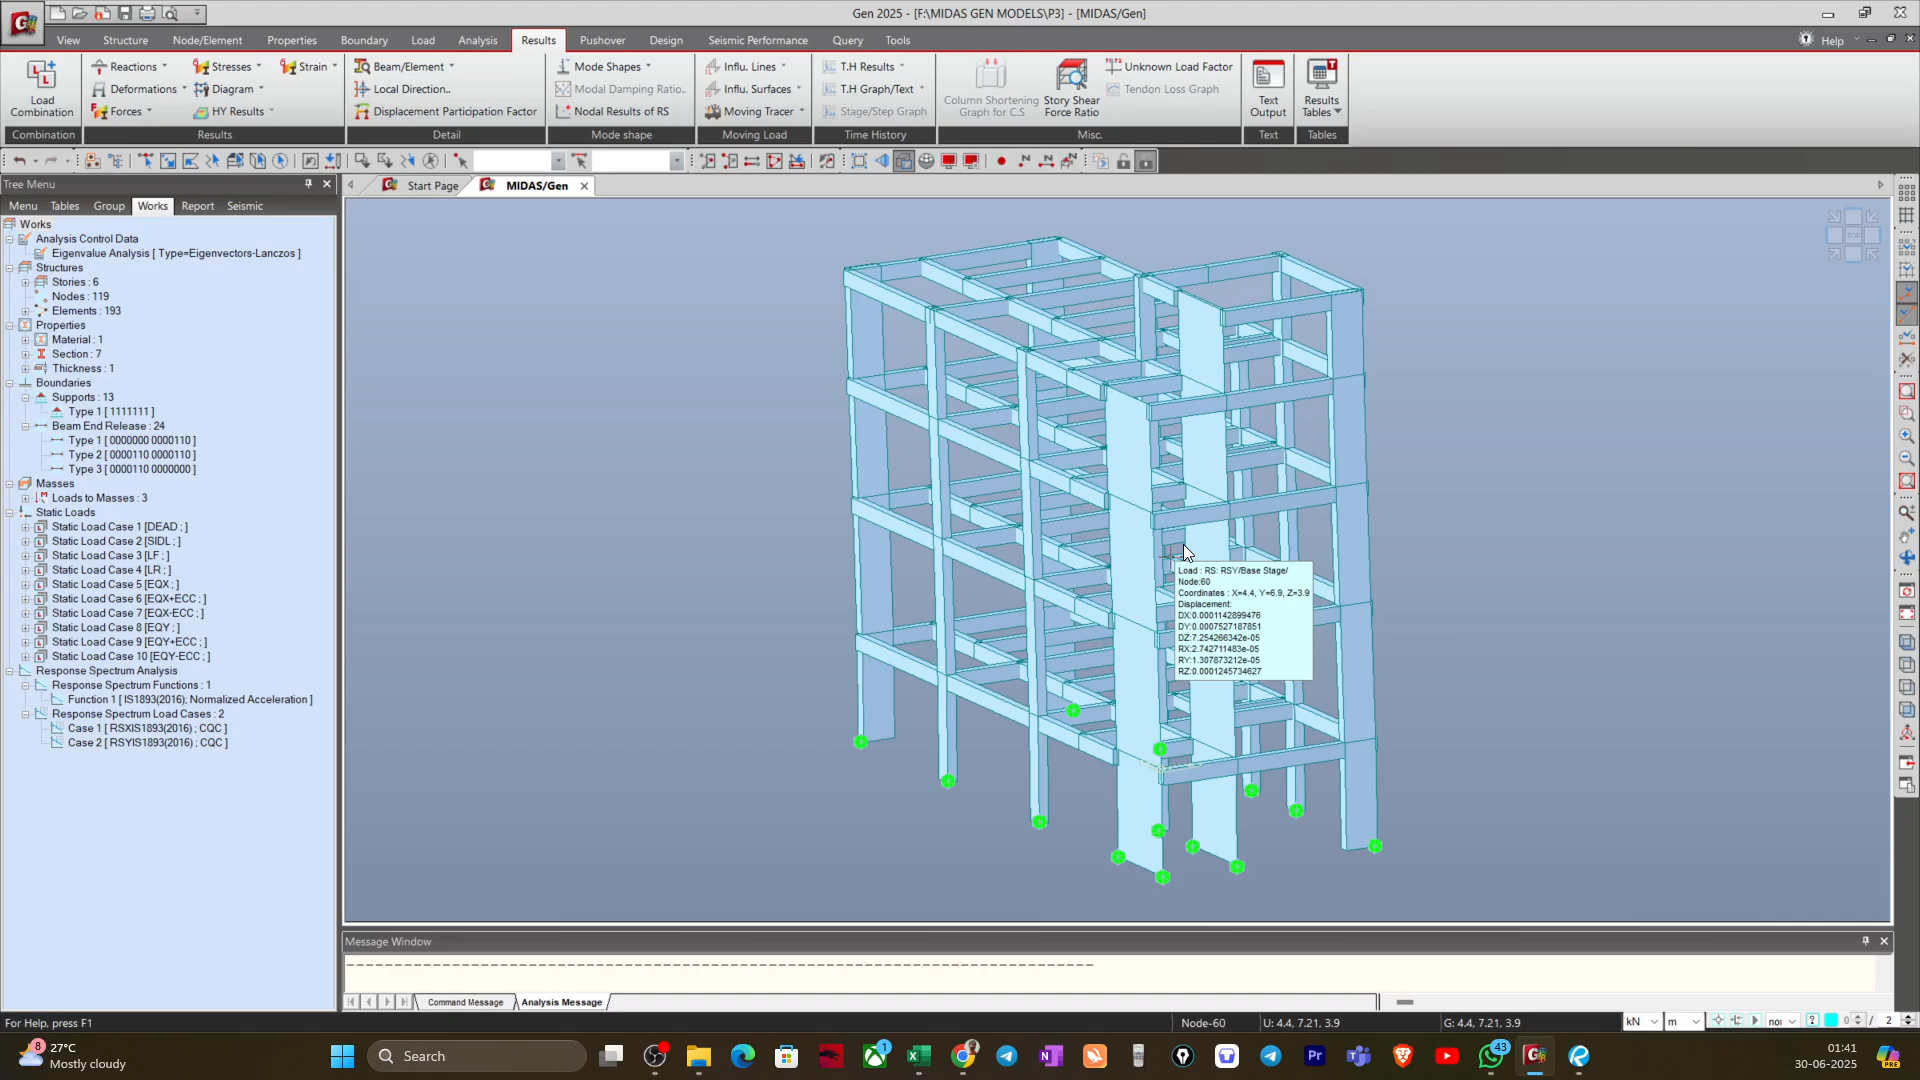 Gen 2025 - [F:\MIDAS GEN MODELS\P3] - [MIDAS/Gen]
View Structure Node/Element Properties Boundary Load Analysis Results Pushover Design Seismic Performance Query Tools
Help
Load Combination
Reactions
Deformations
Forces
Stresses
Diagram
HY Results
Strain
Beam/Element
Local Direction..
Displacement Participation Factor
Mode Shapes
Modal Damping Ratio..
Nodal Results of RS
Influ. Lines
Influ. Surfaces
Moving Tracer
T.H Results
T.H Graph/Text
Stage/Step Graph
Column Shortening Graph for C.S
Story Shear Force Ratio
Unknown Load Factor
Tendon Loss Graph
Text Output
Results Tables
Combination Results Detail Mode shape Moving Load Time History Misc. Text Tables
Tree Menu
Start Page MIDAS/Gen
Menu Tables Group Works Report Seismic
Works
Analysis Control Data
Eigenvalue Analysis [ Type=Eigenvectors-Lanczos ]
Structures
Stories : 6
Nodes : 119
Elements : 193
Properties
Material : 1
Section : 7
Thickness : 1
Boundaries
Supports : 13
Type 1 [ 1111111 ]
Beam End Release : 24
Type 1 [ 0000000 0000110 ]
Type 2 [ 0000110 0000110 ]
Type 3 [ 0000110 0000000 ]
Masses
Loads to Masses : 3
Static Loads
Static Load Case 1 [DEAD ; ]
Static Load Case 2 [SIDL ; ]
Static Load Case 3 [LF ; ]
Static Load Case 4 [LR ; ]
Static Load Case 5 [EQX ; ]
Static Load Case 6 [EQX+ECC ; ]
Static Load Case 7 [EQX-ECC ; ]
Static Load Case 8 [EQY ; ]
Static Load Case 9 [EQY+ECC ; ]
Static Load Case 10 [EQY-ECC ; ]
Response Spectrum Analysis
Response Spectrum Functions : 1
Function 1 [ IS1893(2016); Normalized Acceleration ]
Response Spectrum Load Cases : 2
Case 1 [ RSXIS1893(2016) ; CQC ]
Case 2 [ RSYIS1893(2016) ; CQC ]
TOP
Load : RS: RSY/Base Stage/
Node:60
Coordinates : X=4.4, Y=6.9, Z=3.9
Displacement:
DX:0.0001142899476
DY:0.0007527187851
DZ:7.254266342e-05
RX:2.742711483e-05
RY:1.307873212e-05
RZ:0.0001245734627
Message Window
Command Message Analysis Message
For Help, press F1
Node-60 U: 4.4, 7.21, 3.9 G: 4.4, 7.21, 3.9 kN m nor 0 / 2
8
27°C
Mostly cloudy
Search
1
43
01:41
30-06-2025